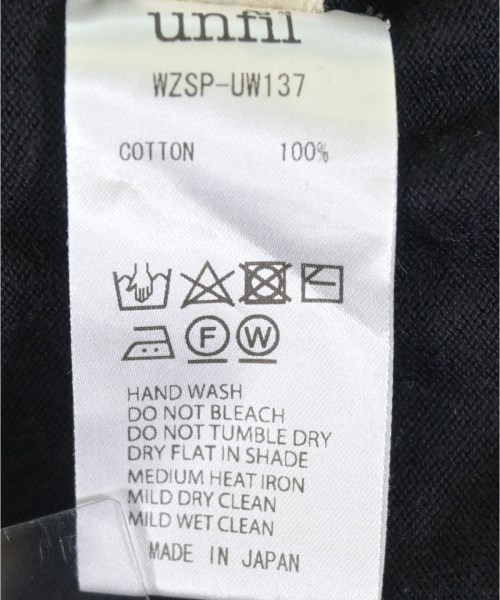 unfil
WZSP-UW137
COTTON 100%
F W
HAND WASH
DO NOT BLEACH
DO NOT TUMBLE DRY
DRY FLAT IN SHADE
MEDIUM HEAT IRON
MILD DRY CLEAN
MILD WET CLEAN
MADE IN JAPAN